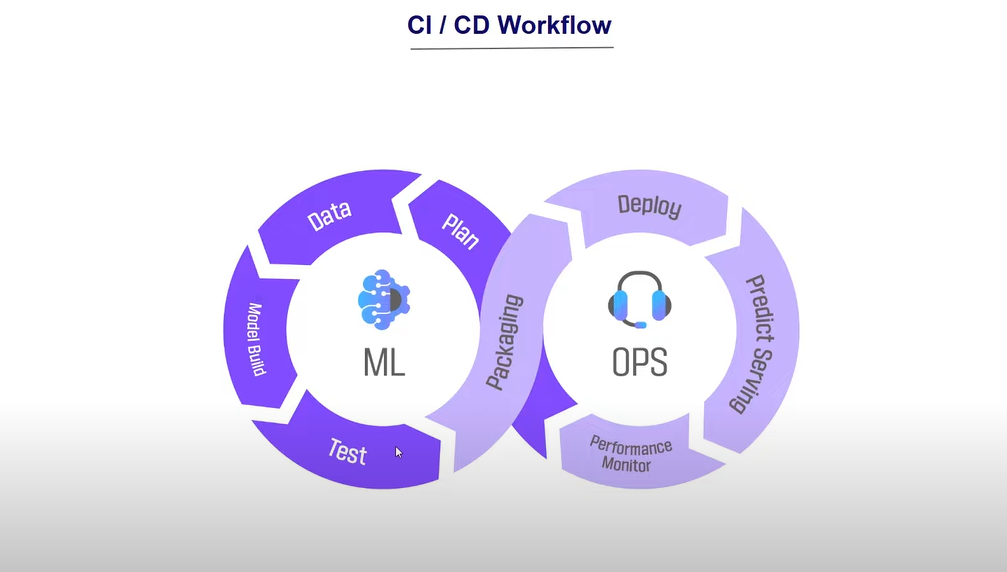 CI / CD Workflow
Data
Plan
Model Build
Test
ML
Packaging
Deploy
Predict Serving
Performance
Monitor
OPS